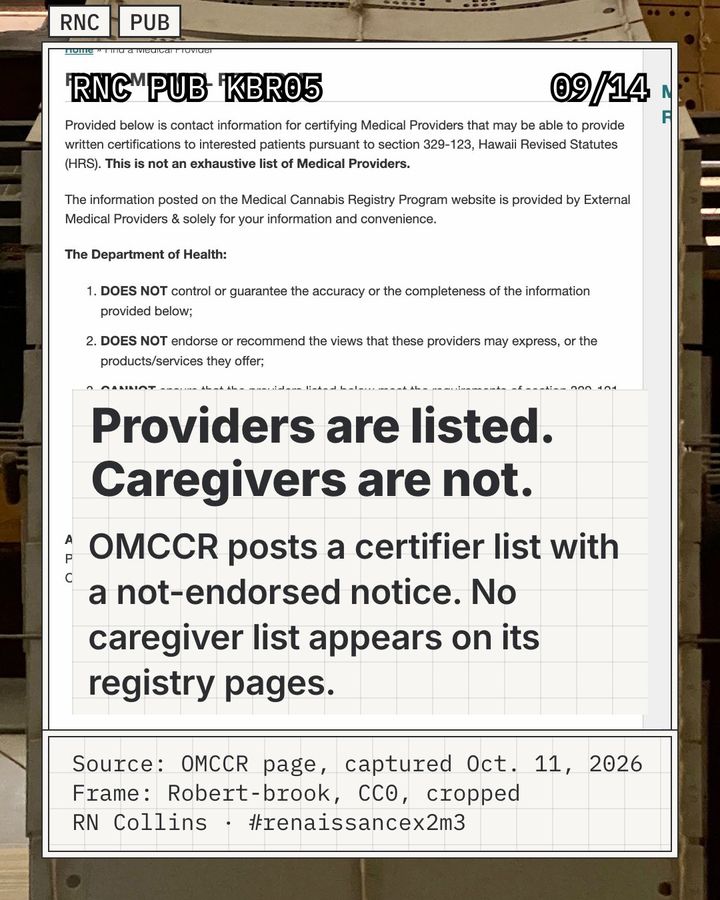 RNC PUB
RNC PUB KBR05 09/14
Home » Find a Medical Provider
Provided below is contact information for certifying Medical Providers that may be able to provide
written certifications to interested patients pursuant to section 329-123, Hawaii Revised Statutes
(HRS). This is not an exhaustive list of Medical Providers.
The information posted on the Medical Cannabis Registry Program website is provided by External
Medical Providers & solely for your information and convenience.
The Department of Health:
1. DOES NOT control or guarantee the accuracy or the completeness of the information
provided below;
2. DOES NOT endorse or recommend the views that these providers may express, or the
products/services they offer;
Providers are listed.
Caregivers are not.
OMCCR posts a certifier list with
a not-endorsed notice. No
caregiver list appears on its
registry pages.
Source: OMCCR page, captured Oct. 11, 2026
Frame: Robert-brook, CC0, cropped
RN Collins · #renaissancex2m3